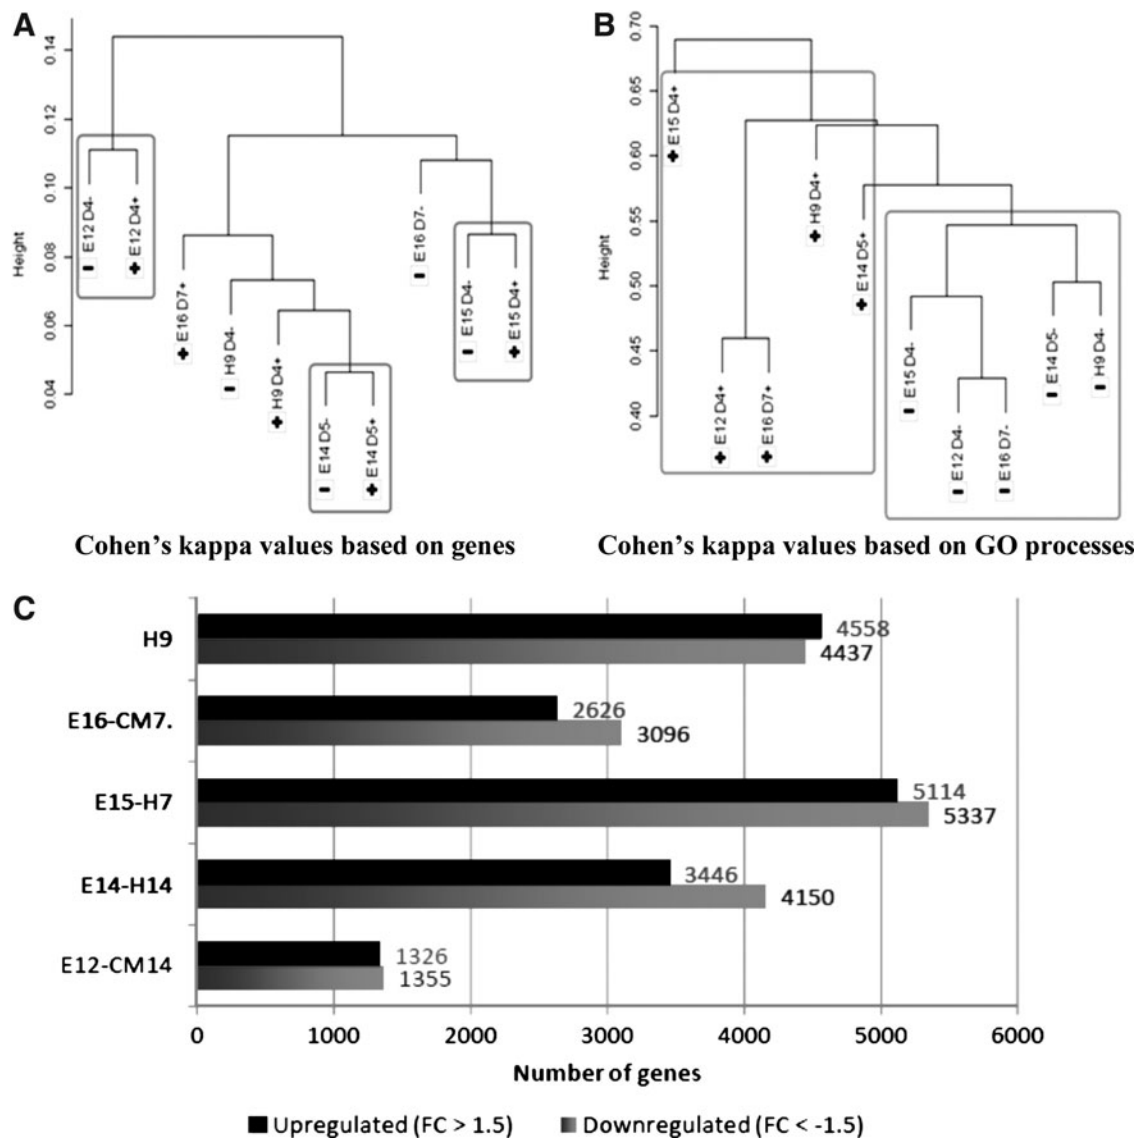 A
B
Height
0.14
0.12
0.10
0.08
0.06
0.04
E12 D4-
-
E12 D4+
+
E16 D7+
+
H9 D4-
-
H9 D4+
+
E14 D5-
-
E14 D5+
+
E16 D7-
-
E15 D4-
-
E15 D4+
+
Height
0.70
0.65
0.60
0.55
0.50
0.45
0.40
E15 D4+
+
E12 D4+
+
E16 D7+
+
H9 D4+
+
E14 D5+
+
E15 D4-
-
E12 D4-
-
E16 D7-
-
E14 D5-
-
H9 D4-
-
Cohen’s kappa values based on genes
Cohen’s kappa values based on GO processes
C
H9
4558
4437
E16-CM7.
2626
3096
E15-H7
5114
5337
E14-H14
3446
4150
E12-CM14
1326
1355
0 1000 2000 3000 4000 5000 6000
Number of genes
Upregulated (FC > 1.5) Downregulated (FC < -1.5)